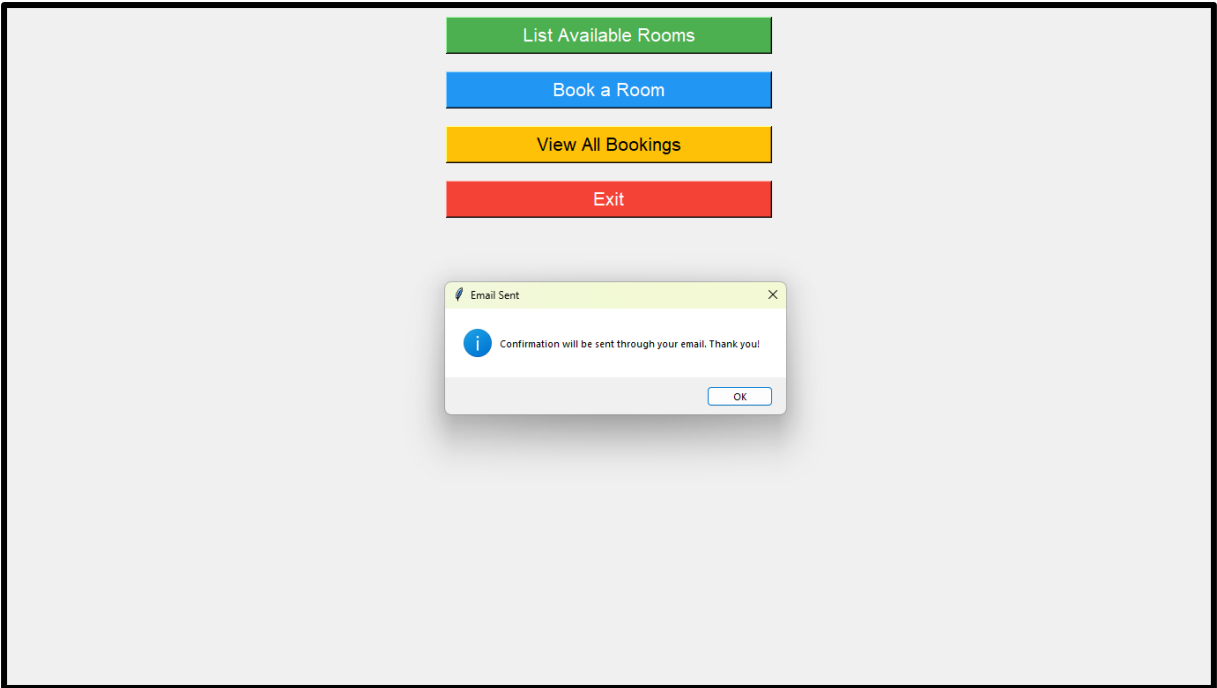 List Available Rooms
Book a Room
View All Bookings
Exit
Email Sent
Confirmation will be sent through your email. Thank you!
OK